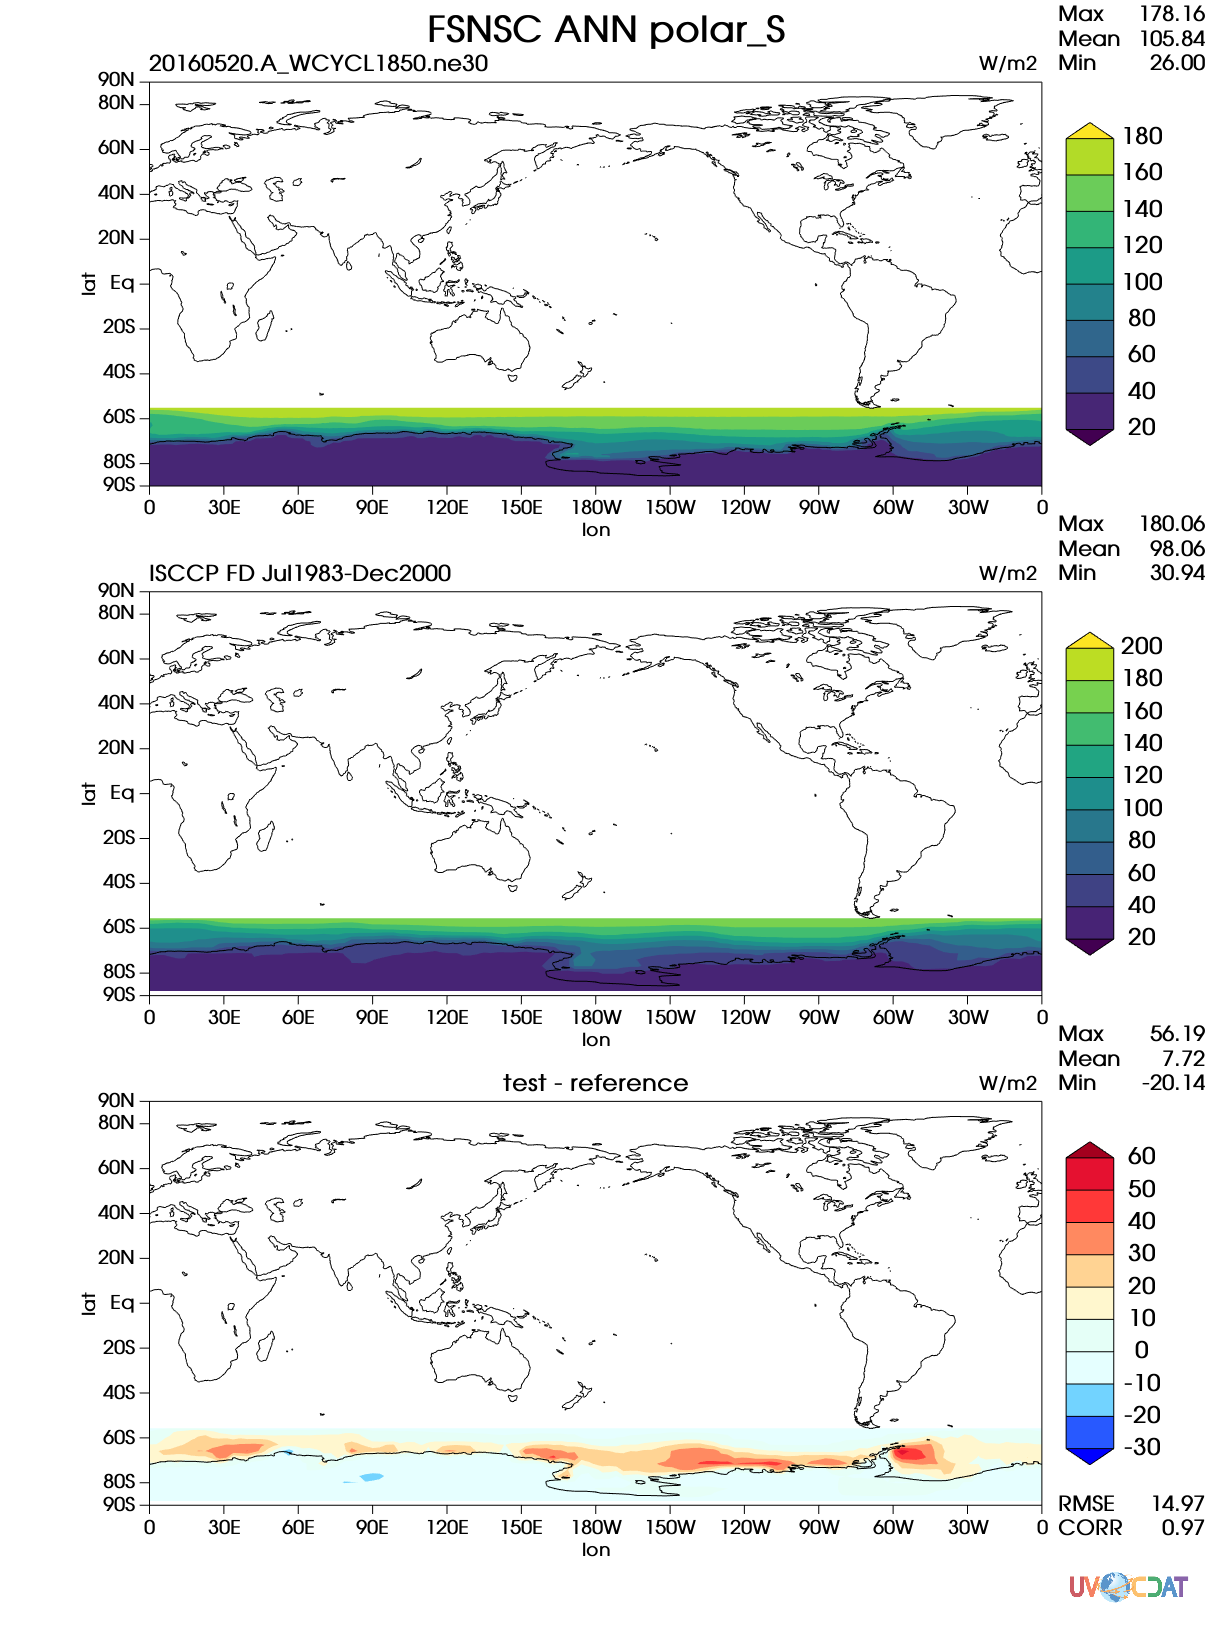 FSNSC ANN polar_S
Max 178.16
Mean 105.84
Min 26.00
20160520.A_WCYCL1850.ne30 W/m2
90N
80N
60N
40N
20N
Eq
20S
40S
60S
80S
90S
lat
0 30E 60E 90E 120E 150E 180W 150W 120W 90W 60W 30W 0
lon
180
160
140
120
100
80
60
40
20
Max 180.06
Mean 98.06
Min 30.94
ISCCP FD Jul1983-Dec2000 W/m2
90N
80N
60N
40N
20N
Eq
20S
40S
60S
80S
90S
lat
0 30E 60E 90E 120E 150E 180W 150W 120W 90W 60W 30W 0
lon
200
180
160
140
120
100
80
60
40
20
Max 56.19
Mean 7.72
Min -20.14
test - reference W/m2
90N
80N
60N
40N
20N
Eq
20S
40S
60S
80S
90S
lat
0 30E 60E 90E 120E 150E 180W 150W 120W 90W 60W 30W 0
lon
60
50
40
30
20
10
0
-10
-20
-30
RMSE 14.97
CORR 0.97
UV CDAT